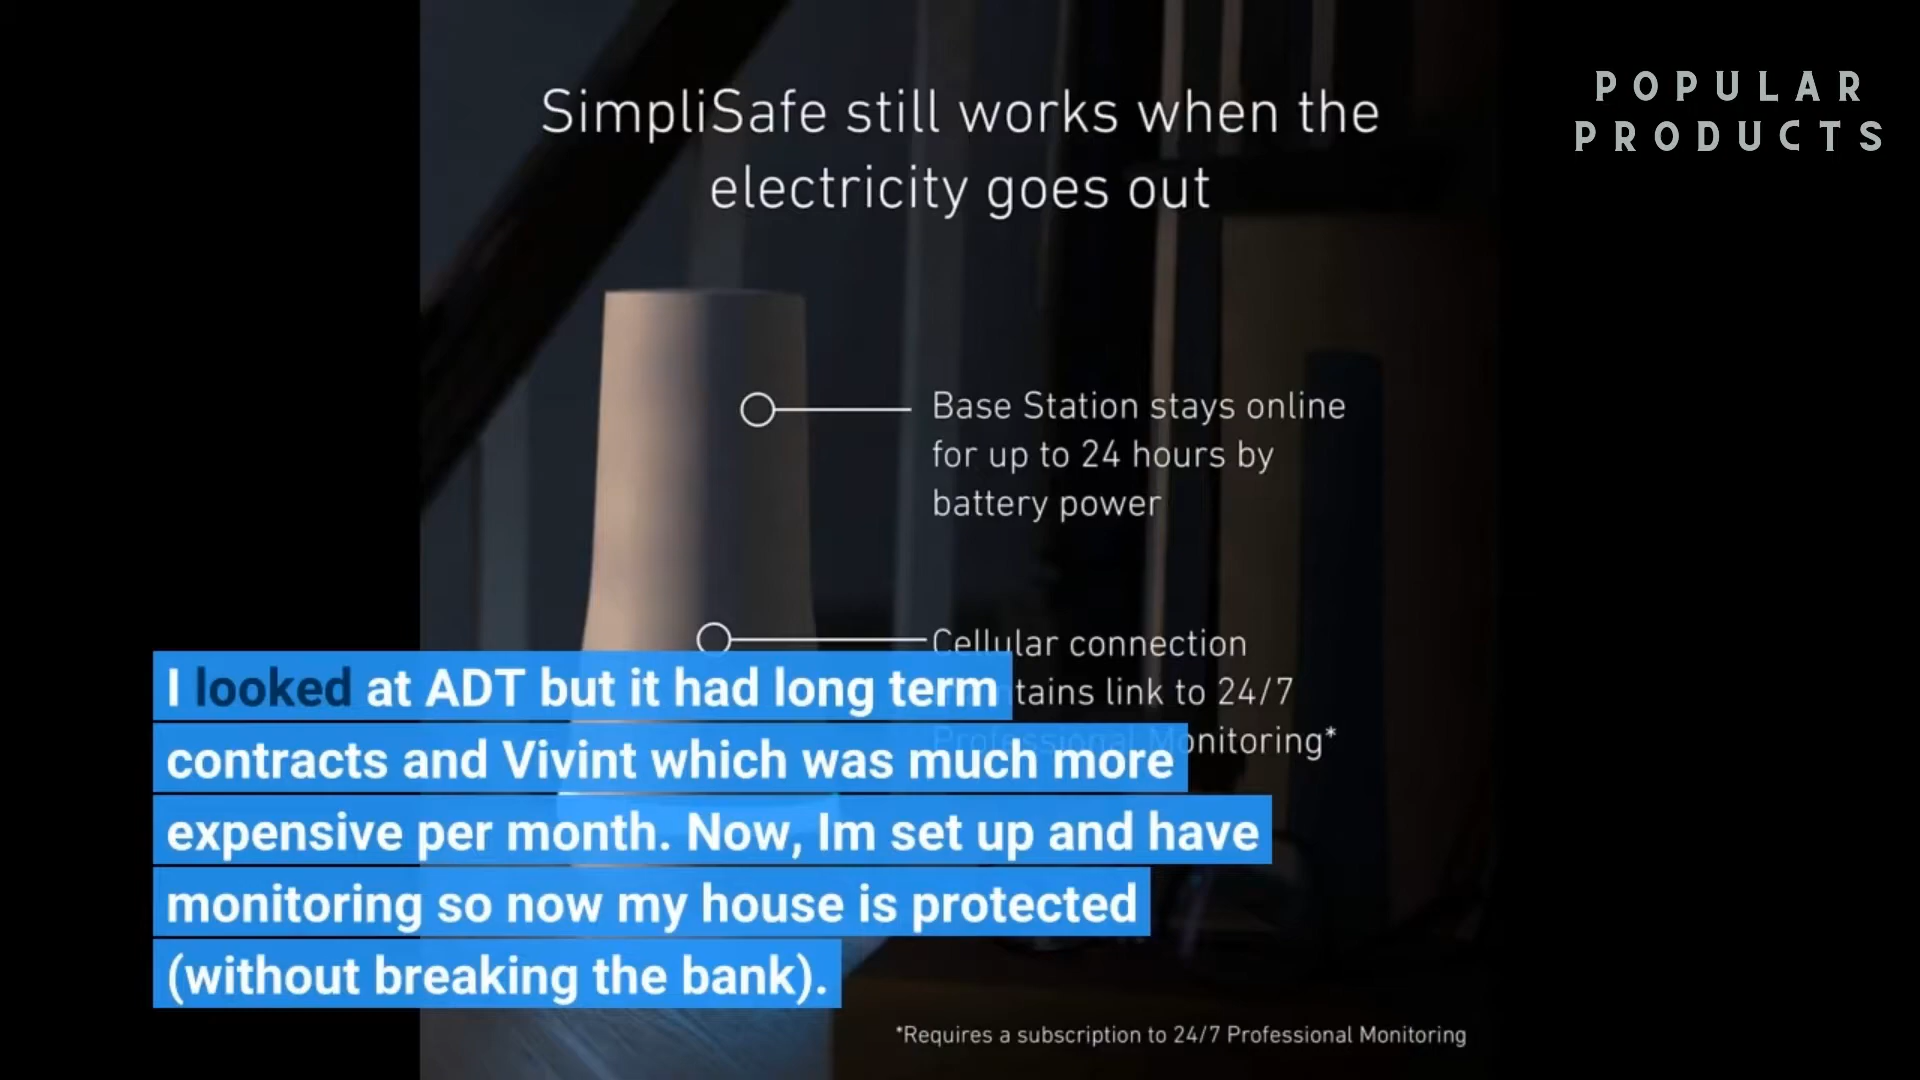 POPULAR
PRODUCTS
SimpliSafe still works when the
electricity goes out
Base Station stays online
for up to 24 hours by
battery power
Cellular connection
tains link to 24/7
Professional Monitoring*
I looked at ADT but it had long term
contracts and Vivint which was much more
expensive per month. Now, Im set up and have
monitoring so now my house is protected
(without breaking the bank).
*Requires a subscription to 24/7 Professional Monitoring